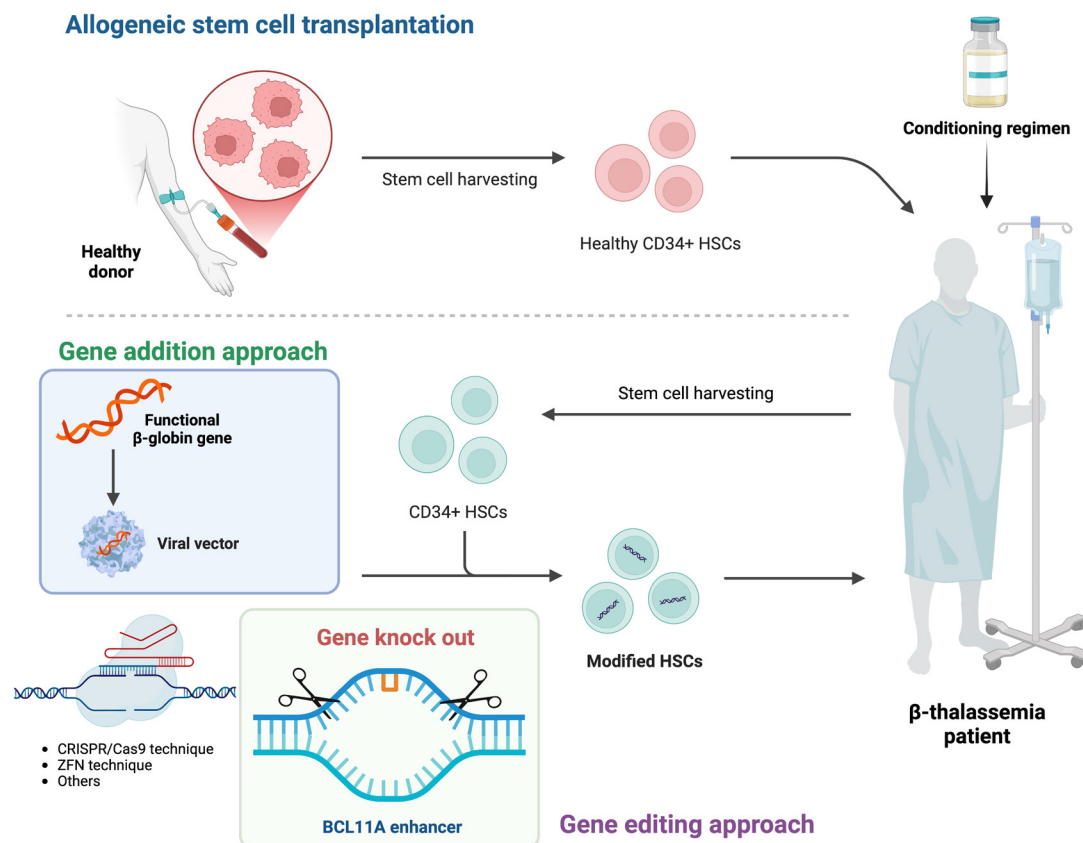 Allogeneic stem cell transplantation
Conditioning regimen
Stem cell harvesting
Healthy
donor
Healthy CD34+ HSCs
Gene addition approach
Functional
β-globin gene
Viral vector
Stem cell harvesting
CD34+ HSCs
Modified HSCs
Gene knock out
• CRISPR/Cas9 technique
• ZFN technique
• Others
BCL11A enhancer
Gene editing approach
β-thalassemia
patient